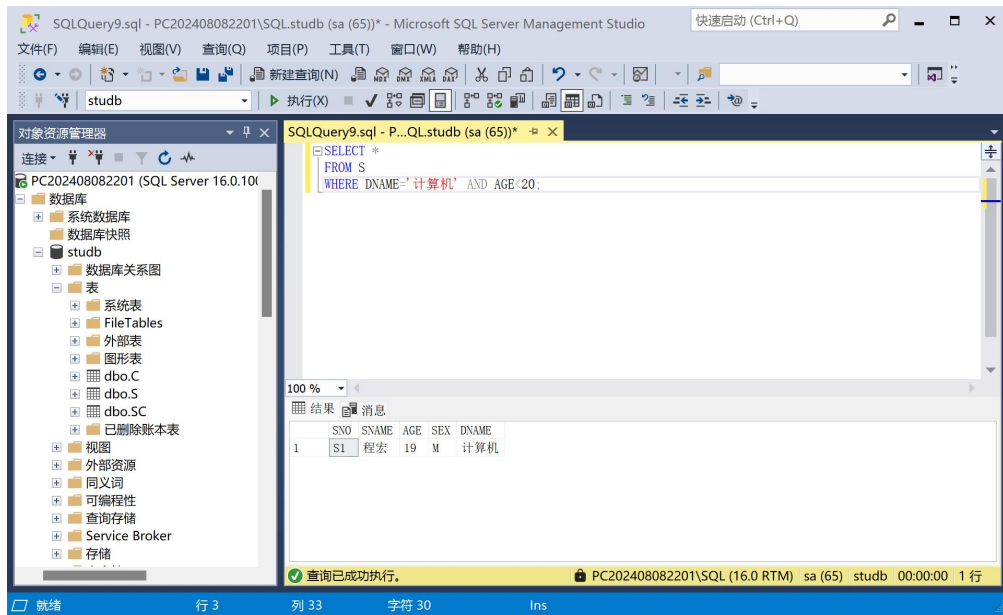 SQLQuery9.sql - PC202408082201\SQL.studb (sa (65))* - Microsoft SQL Server Management Studio
快速启动 (Ctrl+Q)
文件(F) 编辑(E) 视图(V) 查询(Q) 项目(P) 工具(T) 窗口(W) 帮助(H)
新建查询(N) MDX DMX XMLA DAX
studb 执行(X)
对象资源管理器
SQLQuery9.sql - P...QL.studb (sa (65))*
连接
PC202408082201 (SQL Server 16.0.10
数据库
系统数据库
数据库快照
studb
数据库关系图
表
系统表
FileTables
外部表
图形表
dbo.C
dbo.S
dbo.SC
已删除账本表
视图
外部资源
同义词
可编程性
查询存储
Service Broker
存储
SELECT *
FROM S
WHERE DNAME='计算机' AND AGE<20;
100 %
结果 消息
SNO SNAME AGE SEX DNAME
1 S1 程宏 19 M 计算机
查询已成功执行。 PC202408082201\SQL (16.0 RTM) sa (65) studb 00:00:00 1 行
就绪 行 3 列 33 字符 30 Ins